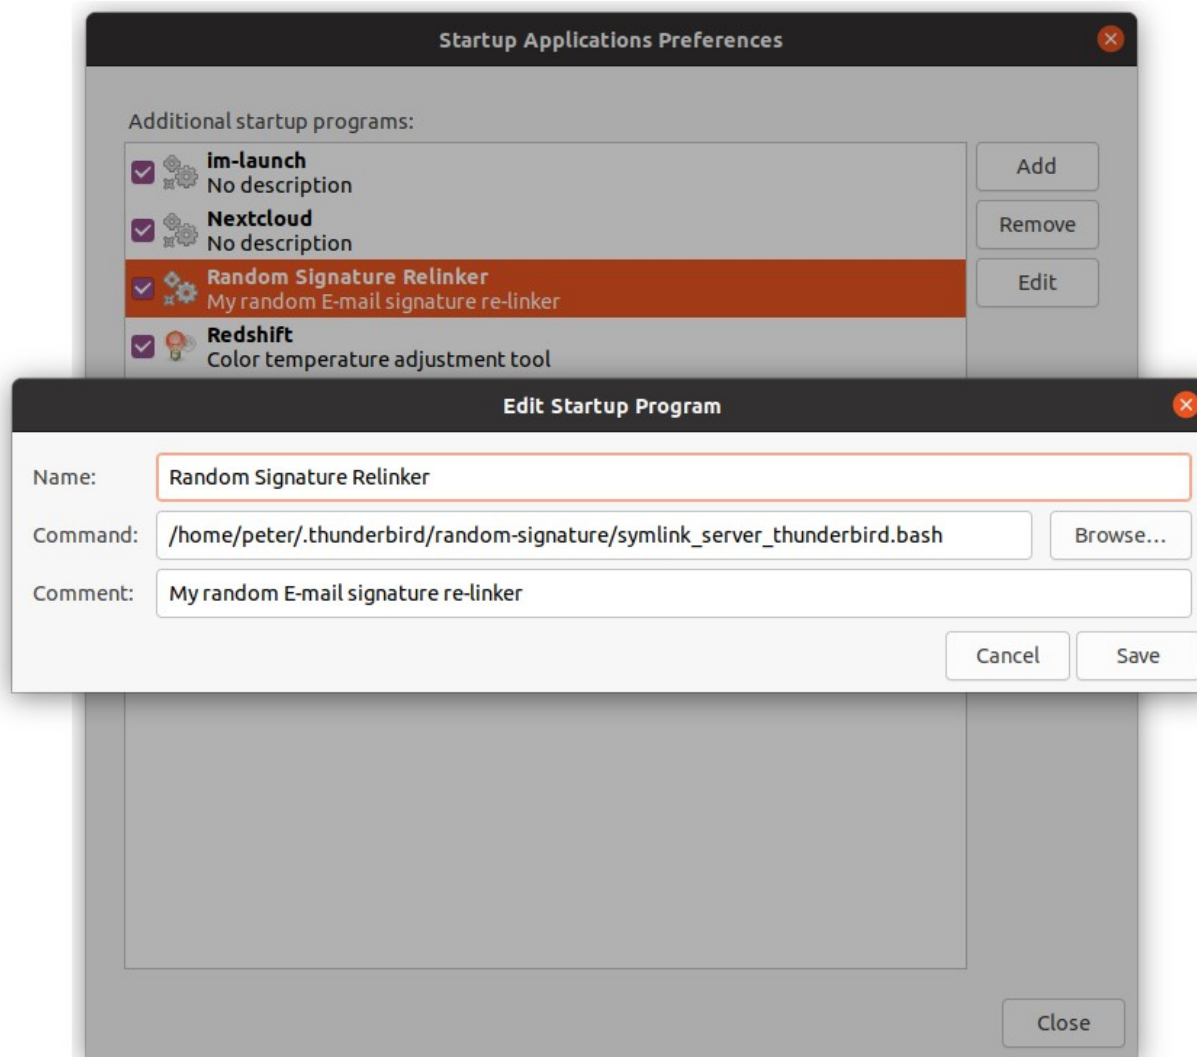 Startup Applications Preferences
Additional startup programs:
im-launch
No description
Nextcloud
No description
Random Signature Relinker
My random E-mail signature re-linker
Redshift
Color temperature adjustment tool
Add
Remove
Edit
Edit Startup Program
Name: Random Signature Relinker
Command: /home/peter/.thunderbird/random-signature/symlink_server_thunderbird.bash Browse...
Comment: My random E-mail signature re-linker
Cancel Save
Close